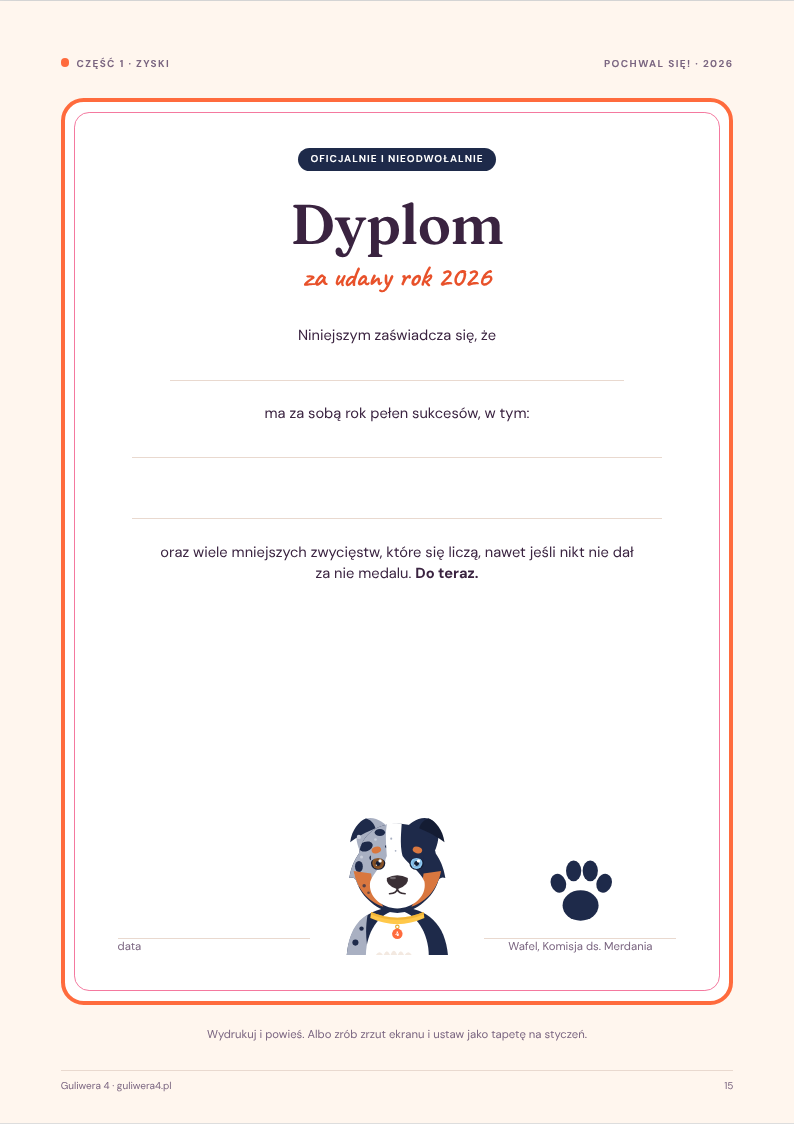 CZĘŚĆ 1 · ZYSKI
POCHWAL SIĘ! · 2026
OFICJALNIE I NIEODWOŁALNIE
Dyplom
za udany rok 2026
Niniejszym zaświadcza się, że
ma za sobą rok pełen sukcesów, w tym:
oraz wiele mniejszych zwycięstw, które się liczą, nawet jeśli nikt nie dał
za nie medalu. Do teraz.
4
data
Wafel, Komisja ds. Merdania
Wydrukuj i powieś. Albo zrób zrzut ekranu i ustaw jako tapetę na styczeń.
Guliwera 4 · guliwera4.pl
15